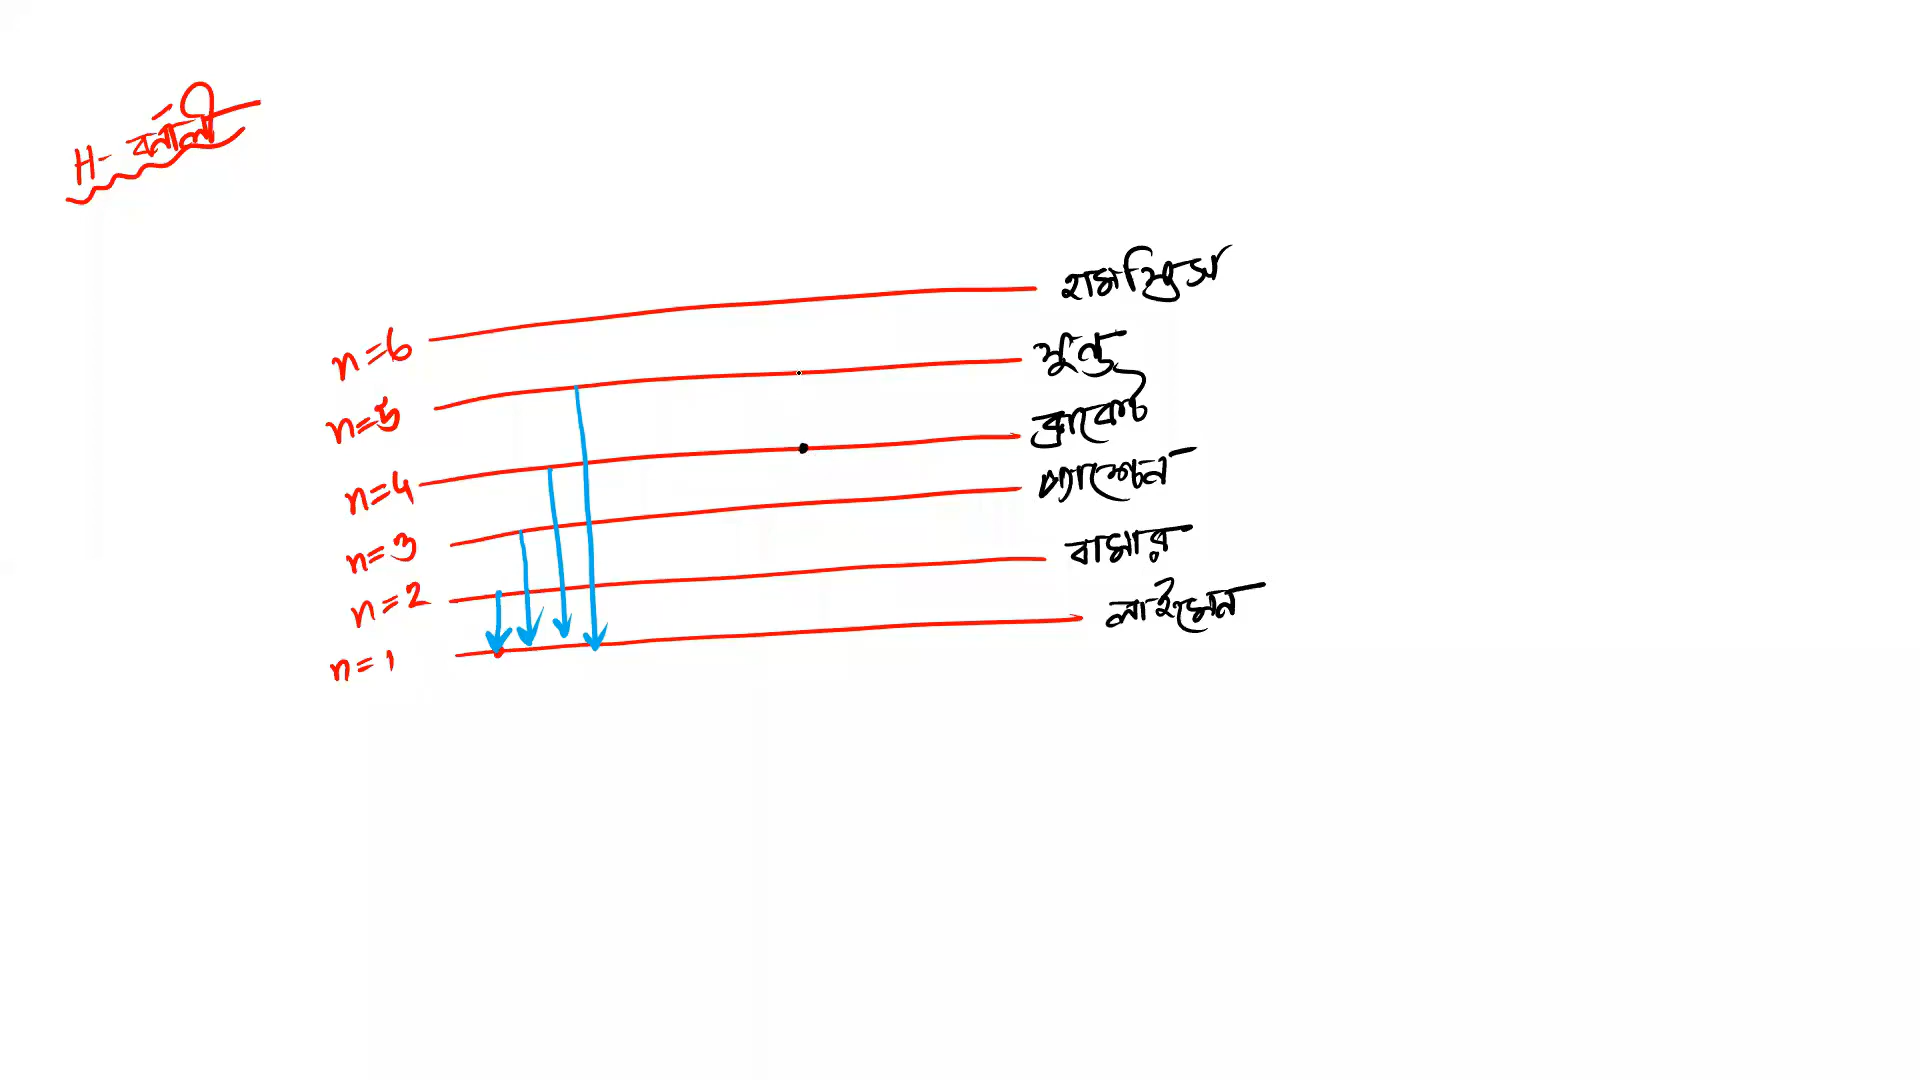 H- বর্নালী
n=6 হামফ্রিস
n=5 ফুন্ড
n=4 ব্রাকেট
n=3 প্যাশ্চেন
n=2 বামার
n=1 লাইমেন